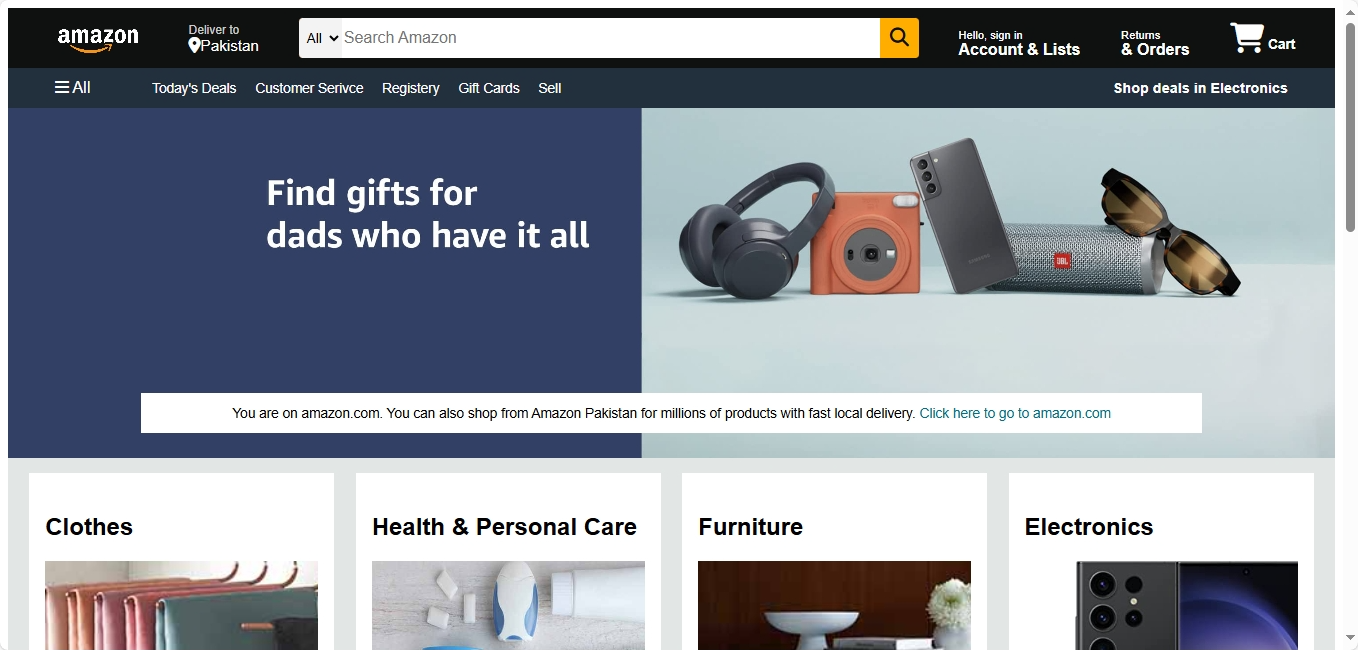 amazon
Deliver to
Pakistan
All
Search Amazon
Hello, sign in
Account & Lists
Returns
& Orders
Cart
All
Today's Deals
Customer Serivce
Registery
Gift Cards
Sell
Shop deals in Electronics
Find gifts for
dads who have it all
SAMSUNG
JBL
You are on amazon.com. You can also shop from Amazon Pakistan for millions of products with fast local delivery. Click here to go to amazon.com
Clothes
Health & Personal Care
Furniture
Electronics